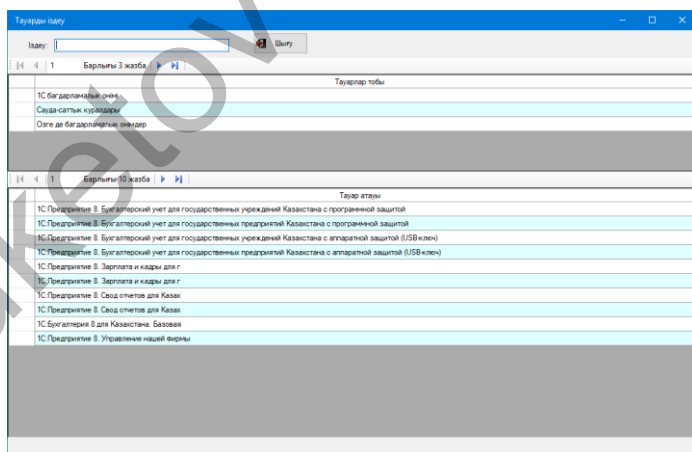 Тауарды іздеу
Іздеу:
Шығу
1 Барлығы 3 жазба
Тауарлар тобы
1С бағдарламалық өнім
Сауда-саттық құралдары
Өзге де бағдарламалық өнімдер
1 Барлығы 10 жазба
Тауар атауы
1С:Предприятие 8. Бухгалтерский учет для государственных учреждений Казахстана с программной защитой
1С:Предприятие 8. Бухгалтерский учет для государственных предприятий Казахстана с программной защитой
1С:Предприятие 8. Бухгалтерский учет для государственных учреждений Казахстана с аппаратной защитой (USB-ключ)
1С:Предприятие 8. Бухгалтерский учет для государственных предприятий Казахстана с аппаратной защитой (USB-ключ)
1С:Предприятие 8. Зарплата и кадры для г
1С:Предприятие 8. Зарплата и кадры для г
1С:Предприятие 8. Свод отчетов для Казах
1С:Предприятие 8. Свод отчетов для Казах
1С:Бухгалтерия 8 для Казахстана. Базовая
1С:Предприятие 8. Управление нашей фирмы
aketov